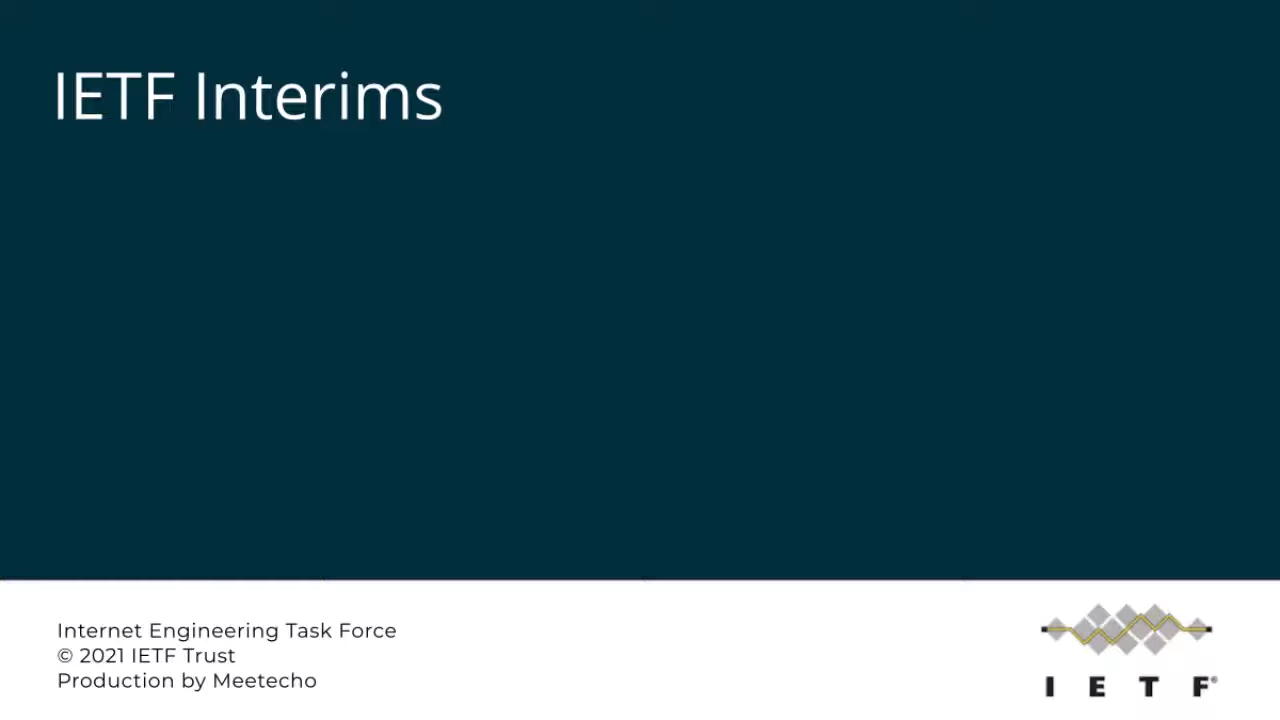 IETF Interims
Internet Engineering Task Force
© 2021 IETF Trust
Production by Meetecho
I E T F®